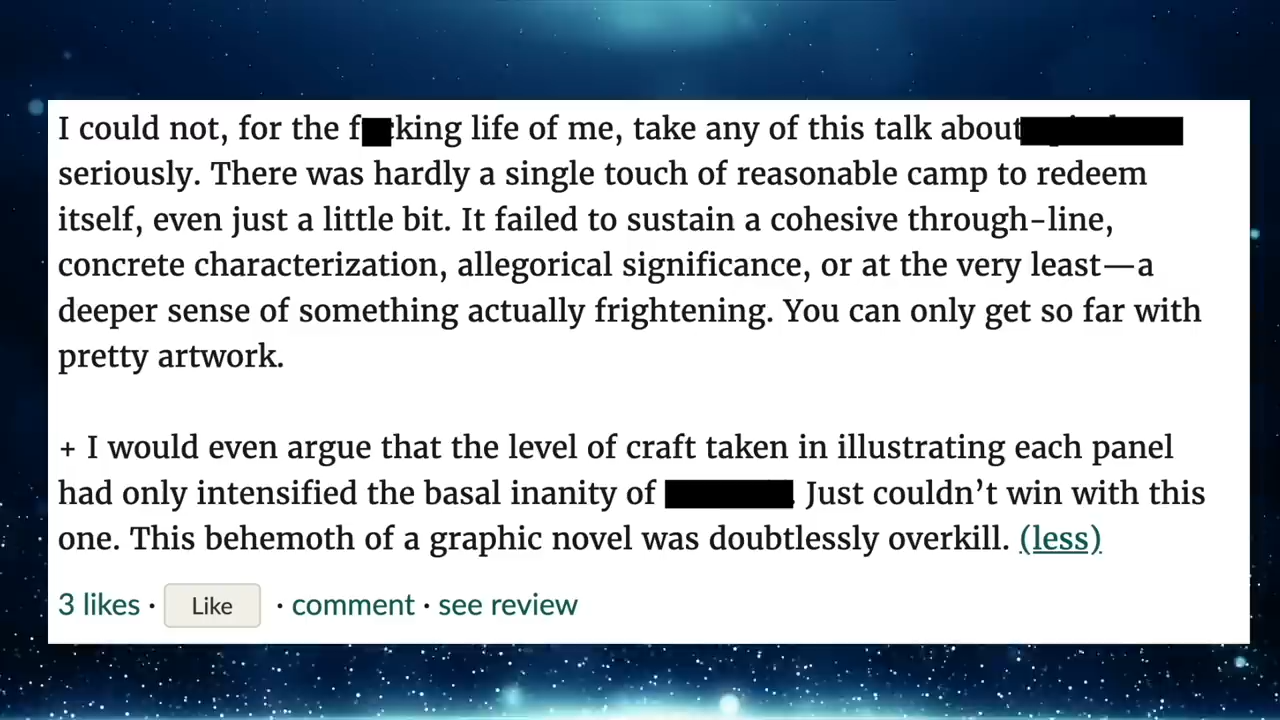 I could not, for the f king life of me, take any of this talk about
seriously. There was hardly a single touch of reasonable camp to redeem
itself, even just a little bit. It failed to sustain a cohesive through-line,
concrete characterization, allegorical significance, or at the very least—a
deeper sense of something actually frightening. You can only get so far with
pretty artwork.
+ I would even argue that the level of craft taken in illustrating each panel
had only intensified the basal inanity of . Just couldn’t win with this
one. This behemoth of a graphic novel was doubtlessly overkill. (less)
3 likes · Like · comment · see review